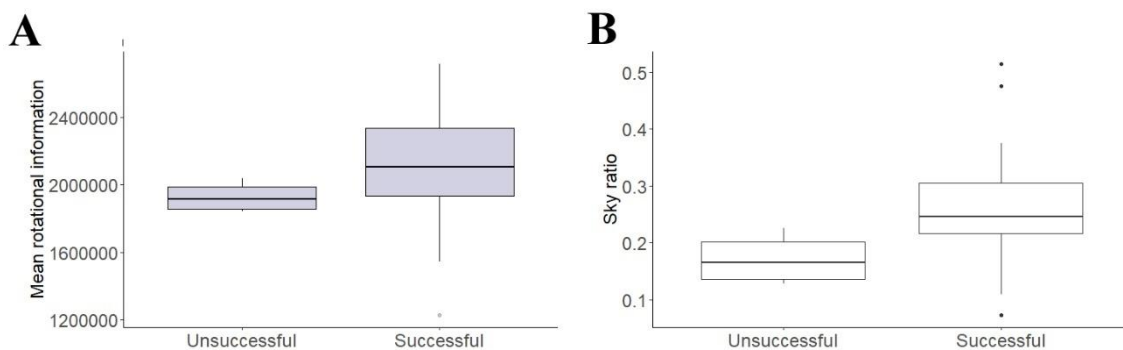 A
Mean rotational information
2400000
2000000
1600000
1200000
Unsuccessful
Successful
B
Sky ratio
0.5
0.4
0.3
0.2
0.1
Unsuccessful
Successful